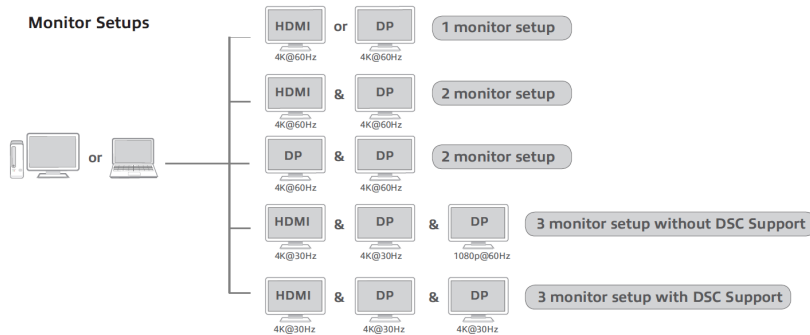 Monitor Setups
HDMI or DP 1 monitor setup
4K@60Hz 4K@60Hz
HDMI & DP 2 monitor setup
4K@60Hz 4K@60Hz
or
DP & DP 2 monitor setup
4K@60Hz 4K@60Hz
HDMI & DP & DP 3 monitor setup without DSC Support
4K@30Hz 4K@30Hz 1080p@60Hz
HDMI & DP & DP 3 monitor setup with DSC Support
4K@30Hz 4K@30Hz 4K@30Hz